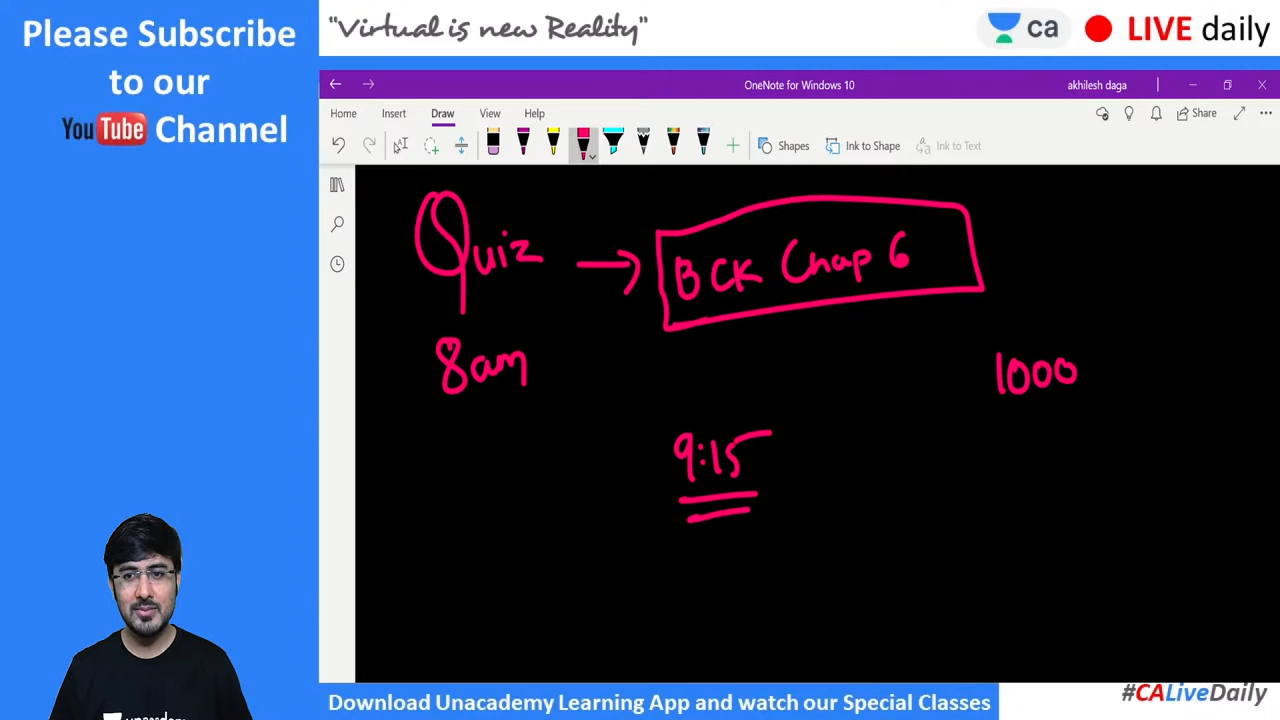 Please Subscribe
to our
YouTube Channel
"Virtual is new Reality"
ca
LIVE daily
OneNote for Windows 10
akhilesh daga
Home Insert Draw View Help
Share
Shapes
Ink to Shape
Ink to Text
Quiz → BCK Chap 6
8am
1000
9:15
unacademy
Download Unacademy Learning App and watch our Special Classes
#CALiveDaily